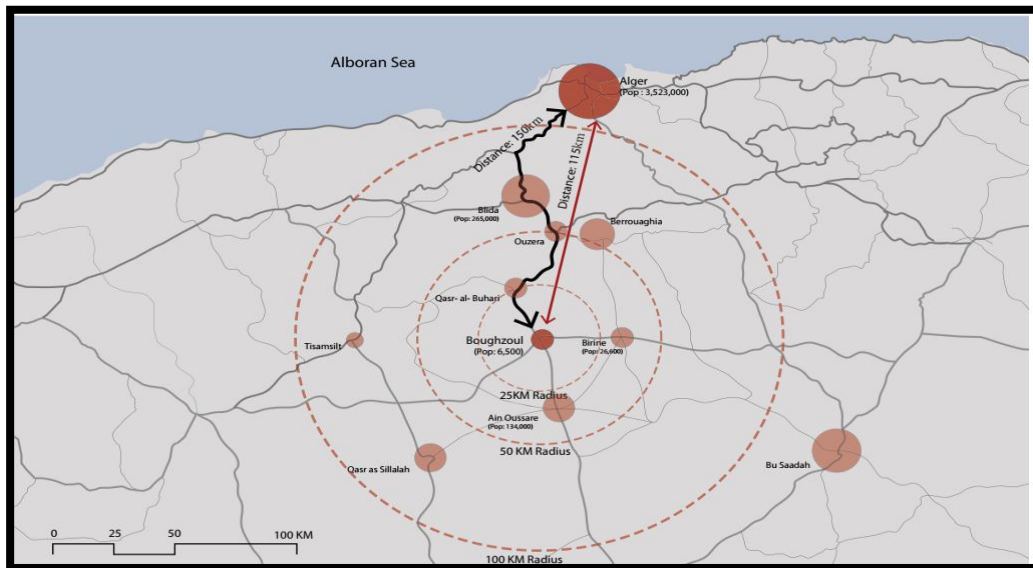 Alboran Sea
Alger
(Pop : 3,523,000)
Distance: 150km
Distance: 115km
Blida
(Pop: 265,000)
Berrouaghia
Ouzera
Qasr- al- Buhari
Tisamsilt
Boughzoul
(Pop: 6,500)
Birine
(Pop: 26,600)
25KM Radius
Ain Oussare
(Pop: 134,000)
50 KM Radius
Qasr as Sillalah
Bu Saadah
0 25 50 100 KM
100 KM Radius